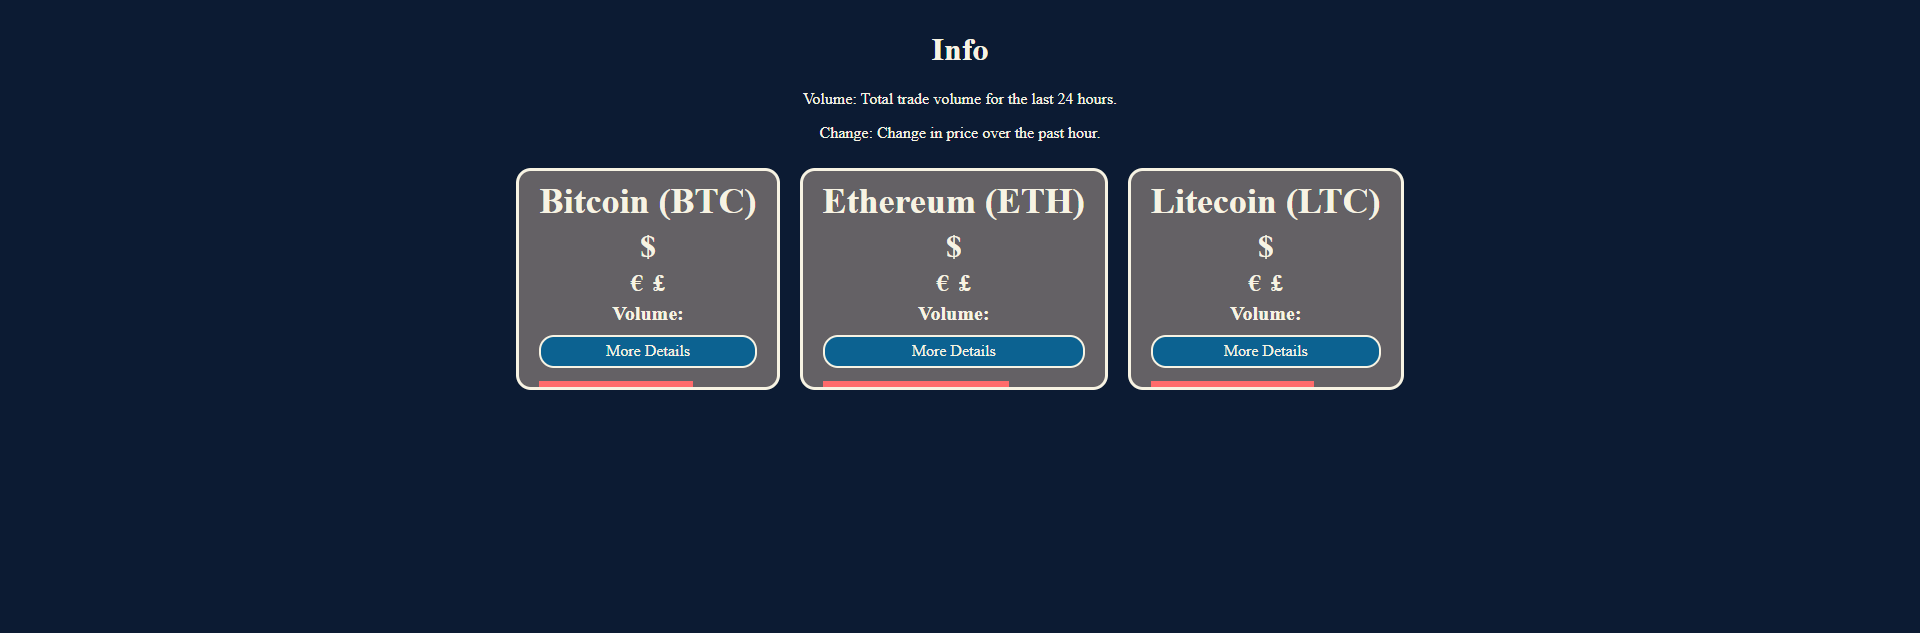 Info
Volume: Total trade volume for the last 24 hours.
Change: Change in price over the past hour.
Bitcoin (BTC)
$
€ £
Volume:
More Details
Ethereum (ETH)
$
€ £
Volume:
More Details
Litecoin (LTC)
$
€ £
Volume:
More Details